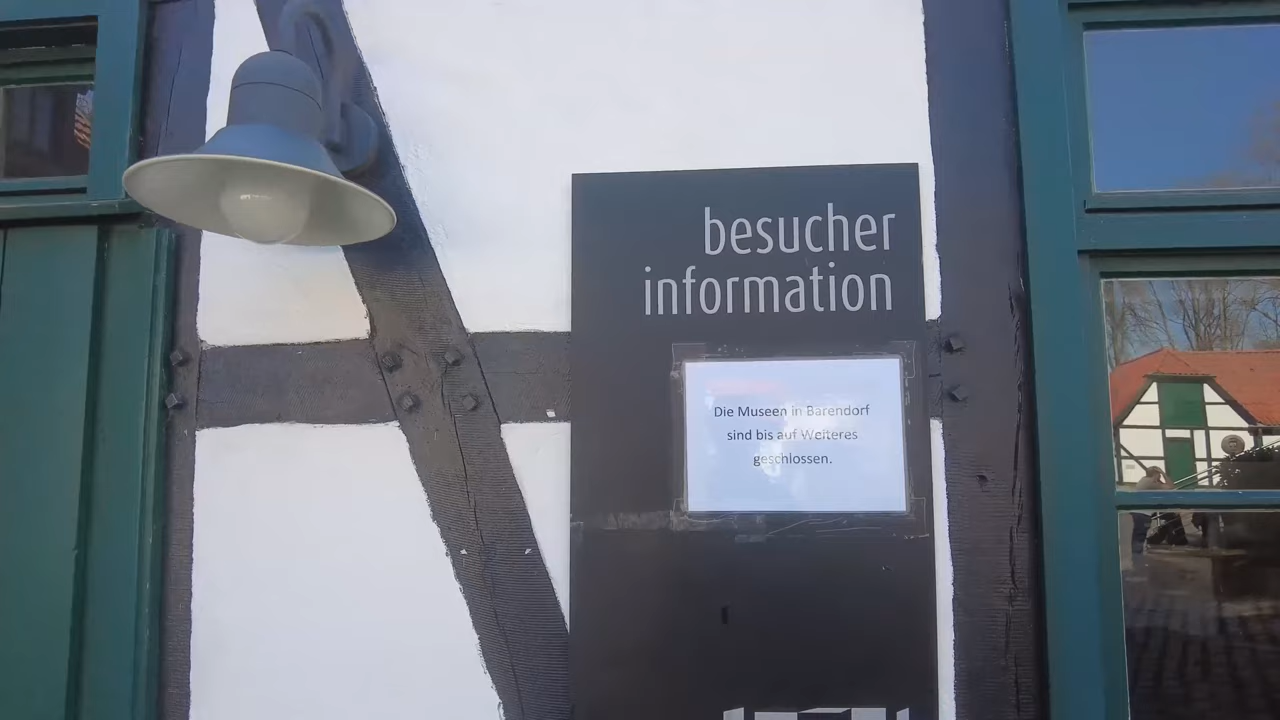 besucher
information
Die Museen in Barendorf
sind bis auf Weiteres
geschlossen.